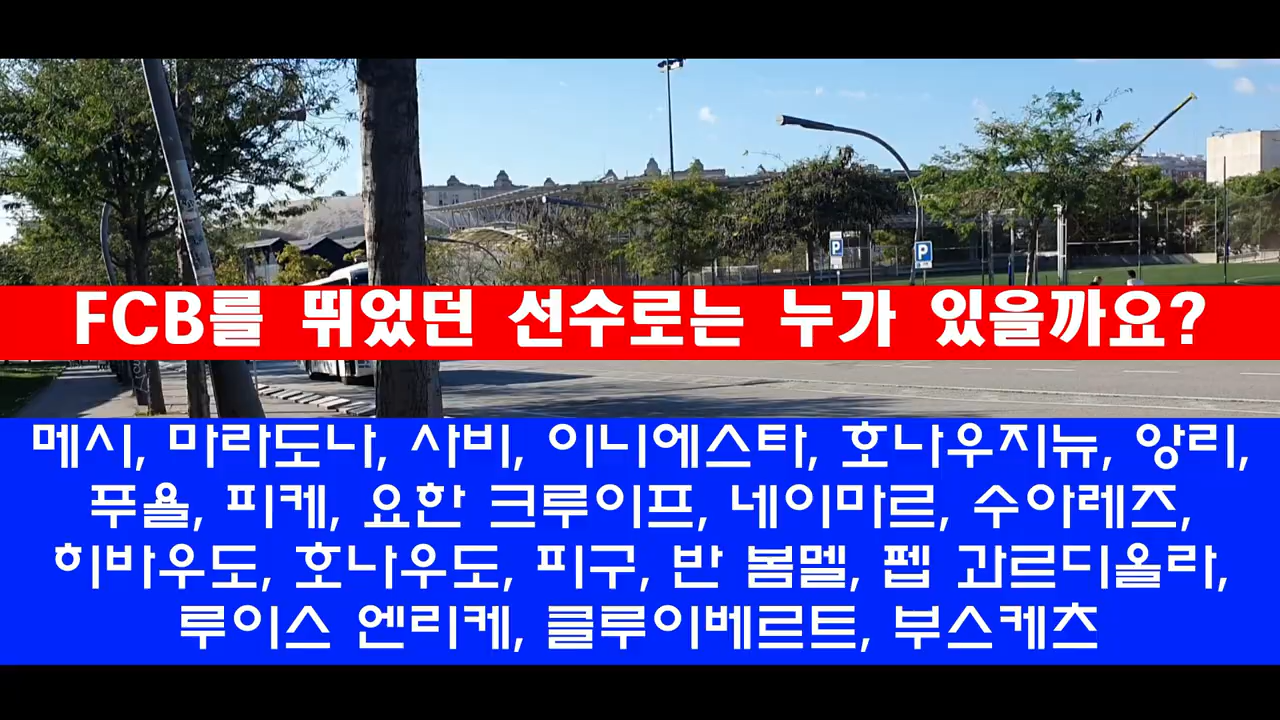 FCB를 뛰었던 선수로는 누가 있을까요?
메시, 마라도나, 사비, 이니에스타, 호나우지뉴, 앙리,
푸욜, 피케, 요한 크루이프, 네이마르, 수아레즈,
히바우도, 호나우도, 피구, 반 봄멜, 펩 과르디올라,
루이스 엔리케, 클루이베르트, 부스케츠
P
P